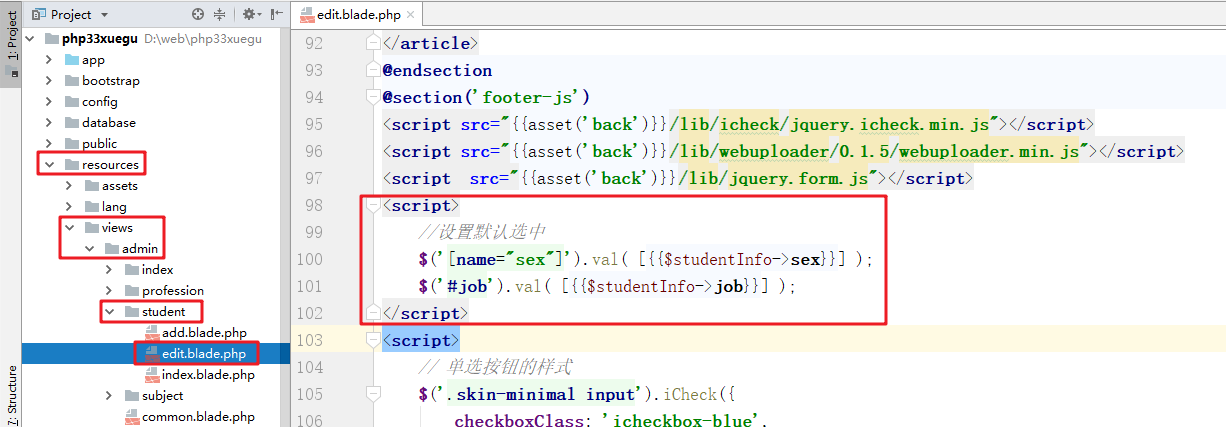 1: Project
7: Structure
Project
php33xuegu D:\web\php33xuegu
app
bootstrap
config
database
public
resources
assets
lang
views
admin
index
profession
student
add.blade.php
edit.blade.php
index.blade.php
subject
common.blade.php
edit.blade.php
92 </article>
93 @endsection
94 @section('footer-js')
95 <script src="{{asset('back')}}/lib/icheck/jquery.icheck.min.js"></script>
96 <script src="{{asset('back')}}/lib/webuploader/0.1.5/webuploader.min.js"></script>
97 <script  src="{{asset('back')}}/lib/jquery.form.js"></script>
98 <script>
99 //设置默认选中
100 $('[name="sex"]').val( [{{$studentInfo->sex}}] );
101 $('#job').val( [{{$studentInfo->job}}] );
102 </script>
103 <script>
104 // 单选按钮的样式
105 $('.skin-minimal input').iCheck({
106 checkboxClass: 'icheckbox-blue',